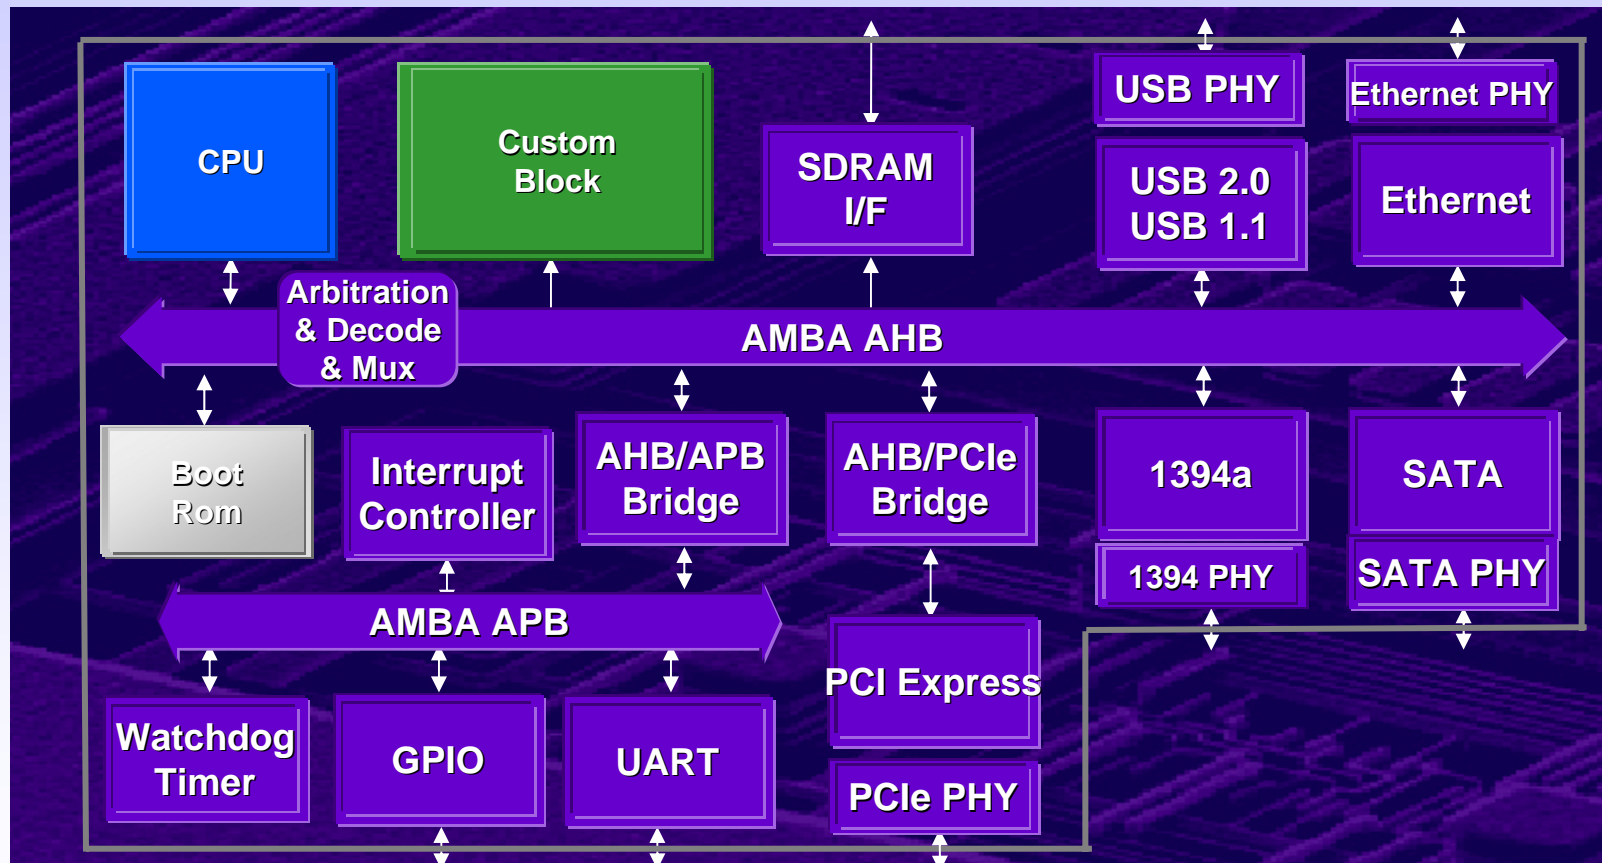 CPU
Custom
Block
SDRAM
I/F
USB PHY
USB 2.0
USB 1.1
Ethernet PHY
Ethernet
Arbitration
& Decode
& Mux
AMBA AHB
Boot
Rom
Interrupt
Controller
AHB/APB
Bridge
AHB/PCIe
Bridge
1394a
1394 PHY
SATA
SATA PHY
AMBA APB
Watchdog
Timer
GPIO
UART
PCI Express
PCIe PHY